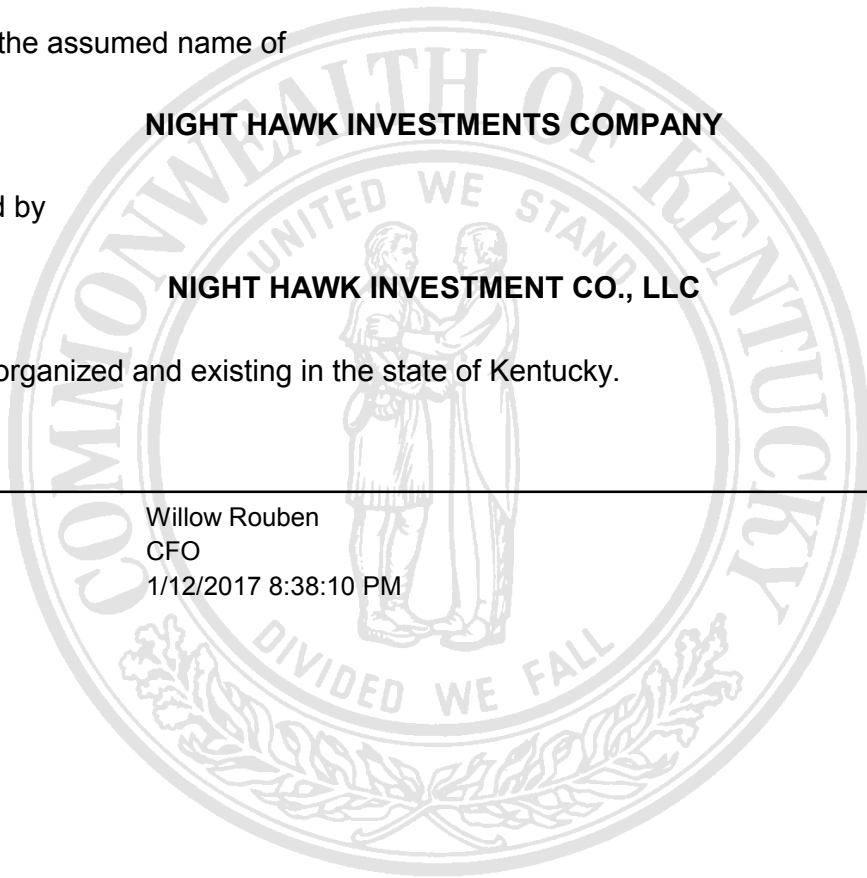 the assumed name of
NIGHT HAWK INVESTMENTS COMPANY
d by
NIGHT HAWK INVESTMENT CO., LLC
organized and existing in the state of Kentucky.
Willow Rouben
CFO
1/12/2017 8:38:10 PM
COMMONWEALTH OF KENTUCKY
UNITED WE STAND
DIVIDED WE FALL